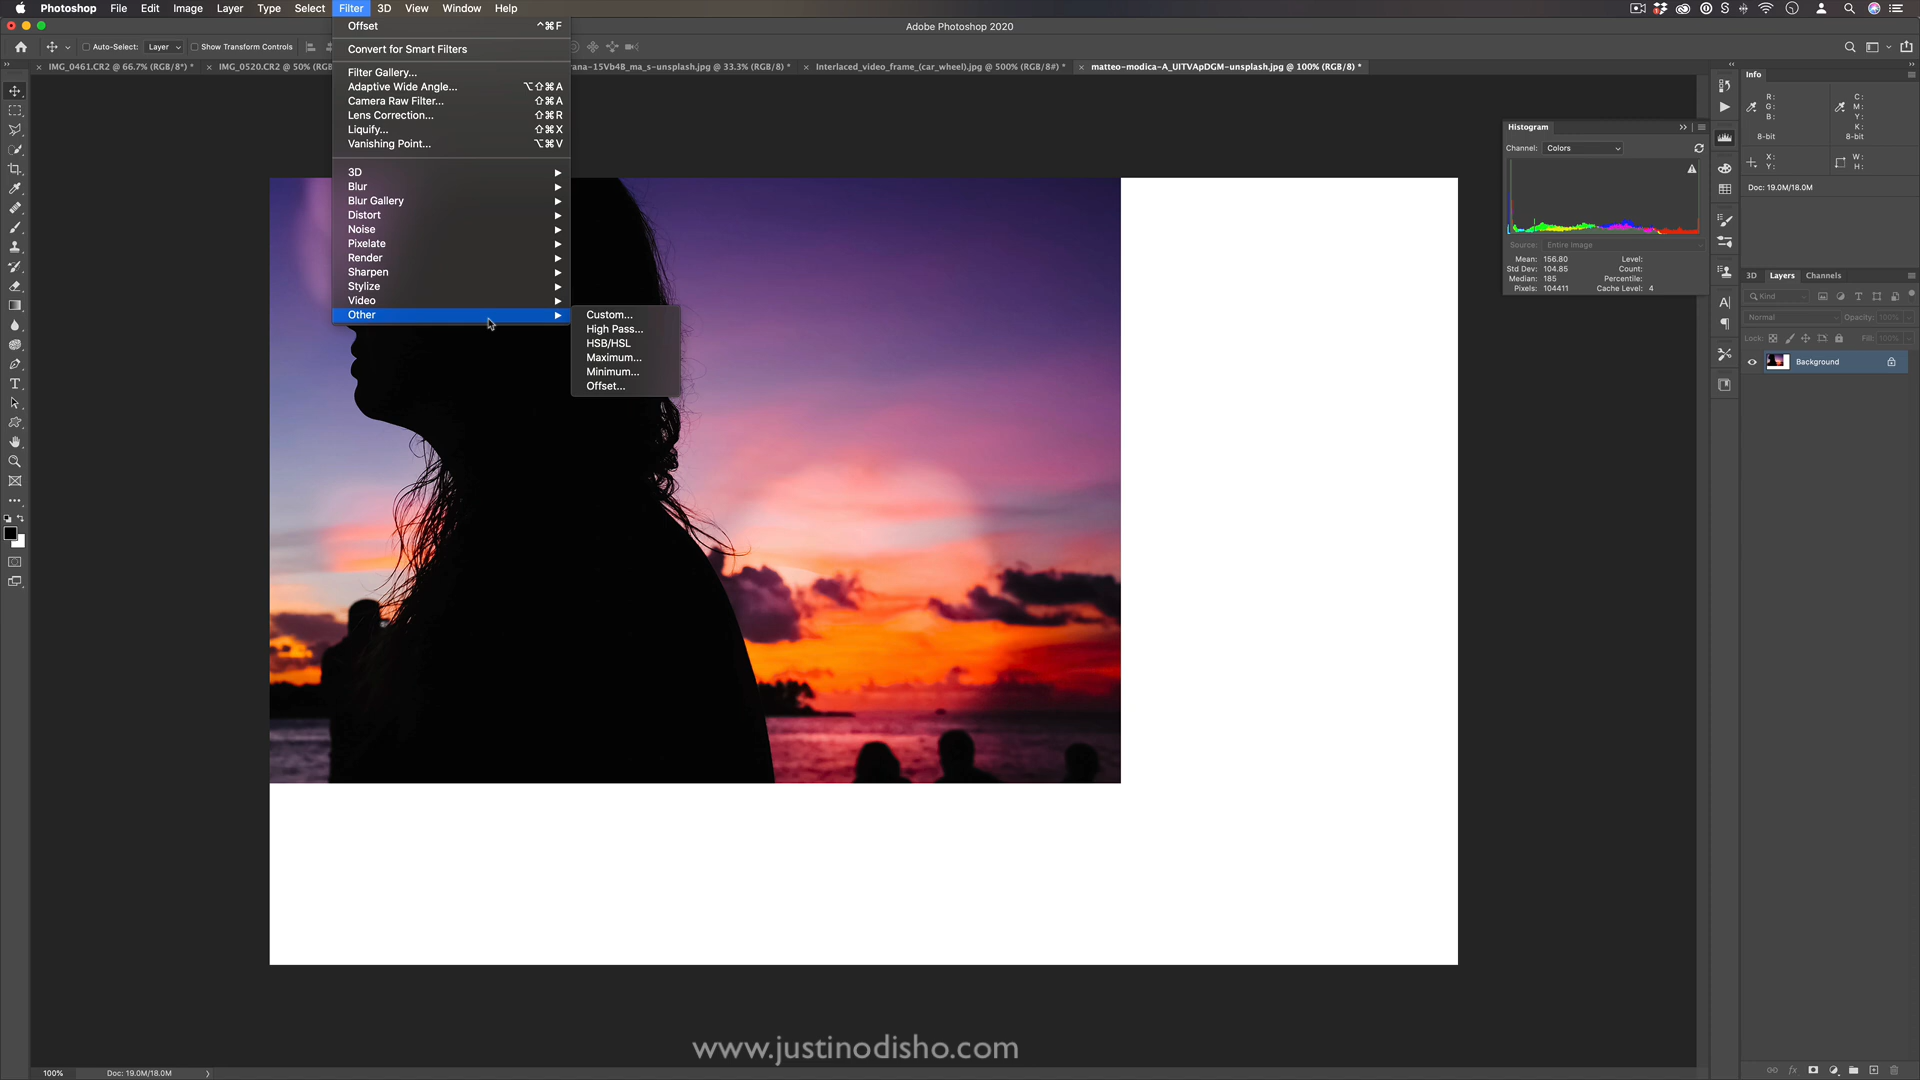 Photoshop File Edit Image Layer Type Select Filter 3D View Window Help
Adobe Photoshop 2020
Auto-Select: Layer Show Transform Controls
IMG_0461.CR2 @ 66.7% (RGB/8*) * IMG_0520.CR2 @ 50% (RGB ana-15Vb4B_ma_s-unsplash.jpg @ 33.3% (RGB/8) * Interlaced_video_frame_(car_wheel).jpg @ 500% (RGB/8#) * matteo-modica-A_UITVApDGM-unsplash.jpg @ 100% (RGB/8) *
Offset ^⌘F
Convert for Smart Filters
Filter Gallery...
Adaptive Wide Angle... ⌥⇧⌘A
Camera Raw Filter... ⇧⌘A
Lens Correction... ⇧⌘R
Liquify... ⇧⌘X
Vanishing Point... ⌥⌘V
3D
Blur
Blur Gallery
Distort
Noise
Pixelate
Render
Sharpen
Stylize
Video
Other
Custom...
High Pass...
HSB/HSL
Maximum...
Minimum...
Offset...
Histogram
Channel: Colors
Source: Entire Image
Mean: 156.80 Level:
Std Dev: 104.85 Count:
Median: 185 Percentile:
Pixels: 104411 Cache Level: 4
Info
R: C:
G: M:
B: Y:
K:
8-bit 8-bit
X: W:
Y: H:
Doc: 19.0M/18.0M
3D Layers Channels
Kind
Normal Opacity: 100%
Lock: Fill: 100%
Background
www.justinodisho.com
100% Doc: 19.0M/18.0M